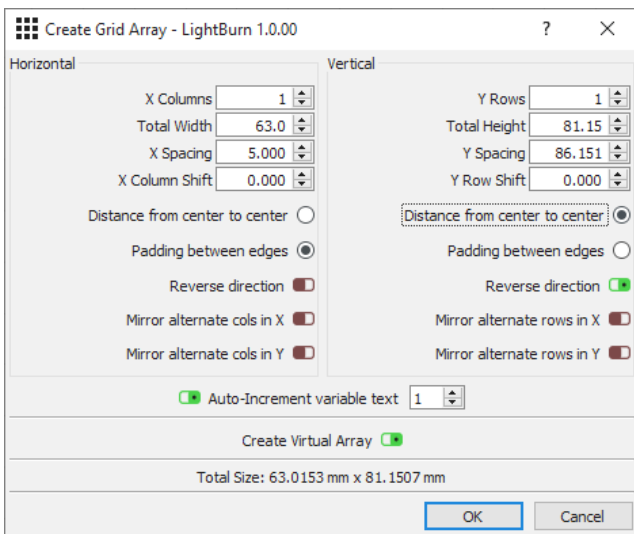 Create Grid Array - LightBurn 1.0.00 ?
Horizontal
X Columns 1
Total Width 63.0
X Spacing 5.000
X Column Shift 0.000
Distance from center to center
Padding between edges
Reverse direction
Mirror alternate cols in X
Mirror alternate cols in Y
Vertical
Y Rows 1
Total Height 81.15
Y Spacing 86.151
Y Row Shift 0.000
Distance from center to center
Padding between edges
Reverse direction
Mirror alternate rows in X
Mirror alternate rows in Y
Auto-Increment variable text 1
Create Virtual Array
Total Size: 63.0153 mm x 81.1507 mm
OK Cancel